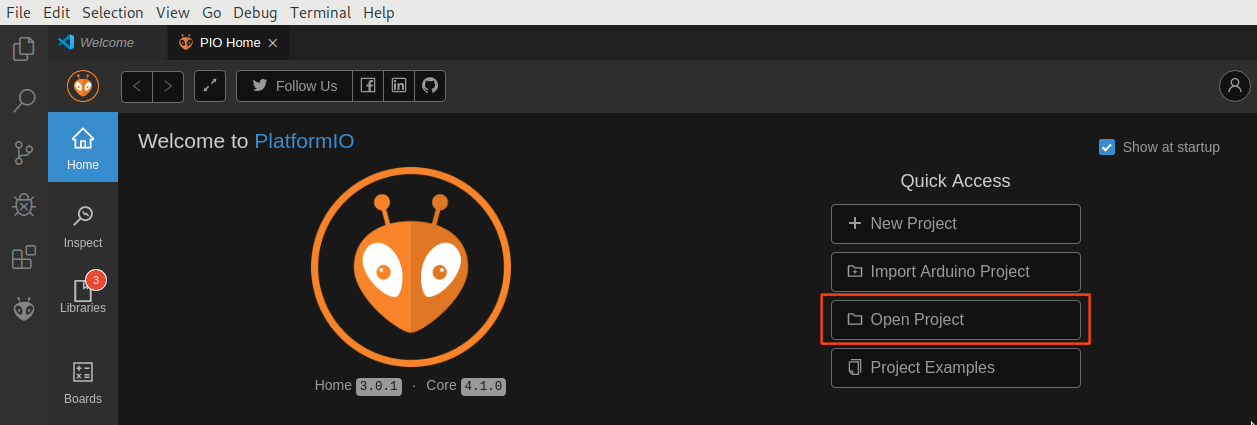 File Edit Selection View Go Debug Terminal Help
Welcome PIO Home
Follow Us
Home
Inspect
3
Libraries
Boards
Welcome to PlatformIO
Show at startup
Quick Access
New Project
Import Arduino Project
Open Project
Project Examples
Home 3.0.1 · Core 4.1.0